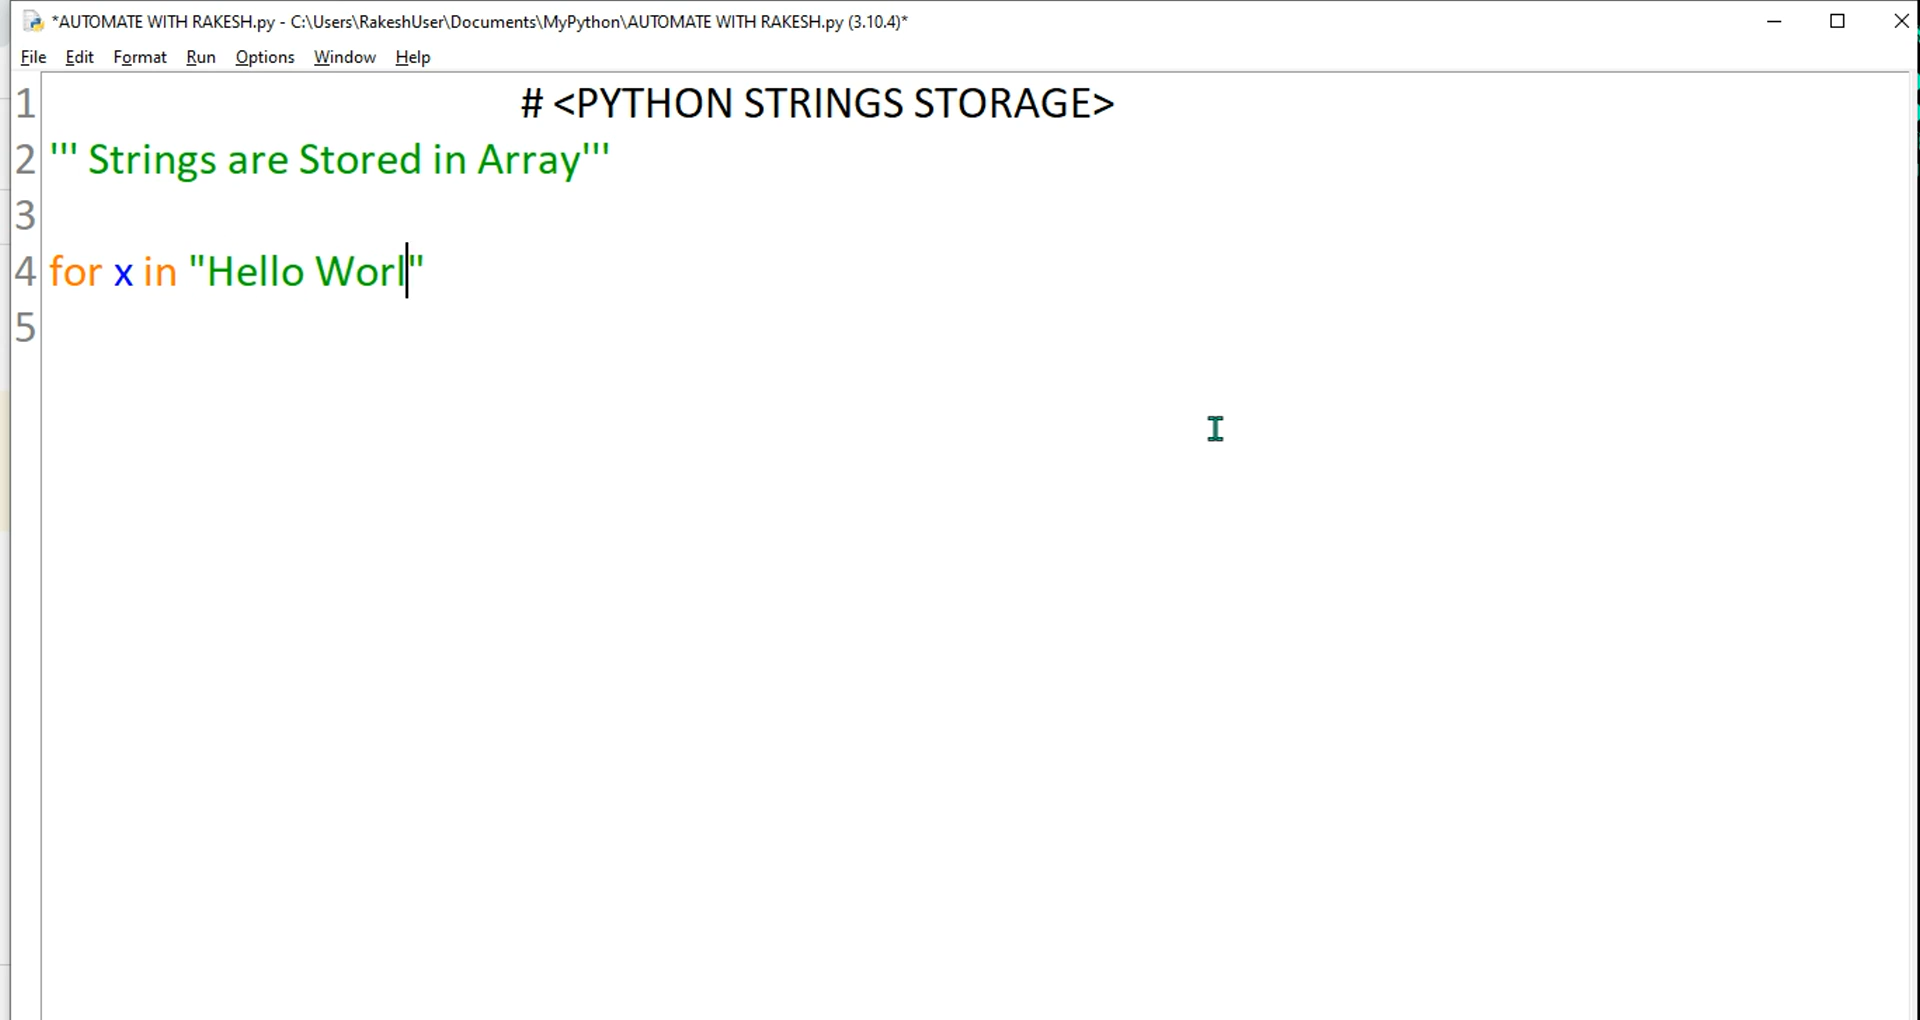 *AUTOMATE WITH RAKESH.py - C:\Users\RakeshUser\Documents\MyPython\AUTOMATE WITH RAKESH.py (3.10.4)*
File Edit Format Run Options Window Help
1 # <PYTHON STRINGS STORAGE>
2 ''' Strings are Stored in Array'''
3
4 for x in "Hello Worl"
5